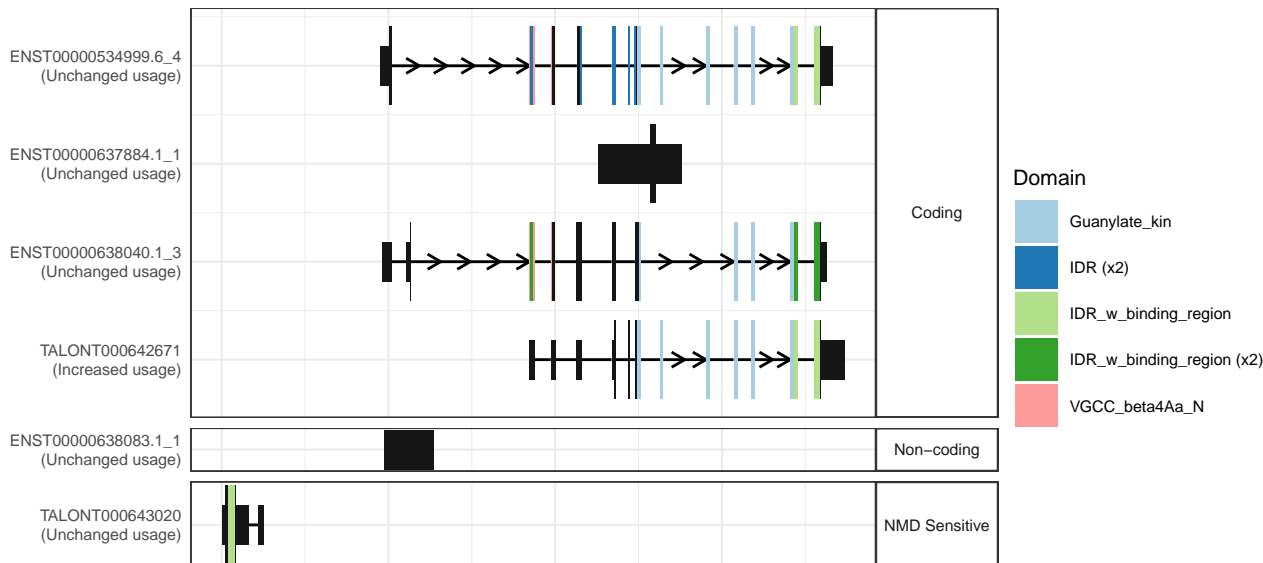 ENST00000534999.6_4
(Unchanged usage)
ENST00000637884.1_1
(Unchanged usage)
ENST00000638040.1_3
(Unchanged usage)
TALONT000642671
(Increased usage)
Coding
ENST00000638083.1_1
(Unchanged usage)
Non−coding
TALONT000643020
(Unchanged usage)
NMD Sensitive
Domain
Guanylate_kin
IDR (x2)
IDR_w_binding_region
IDR_w_binding_region (x2)
VGCC_beta4Aa_N